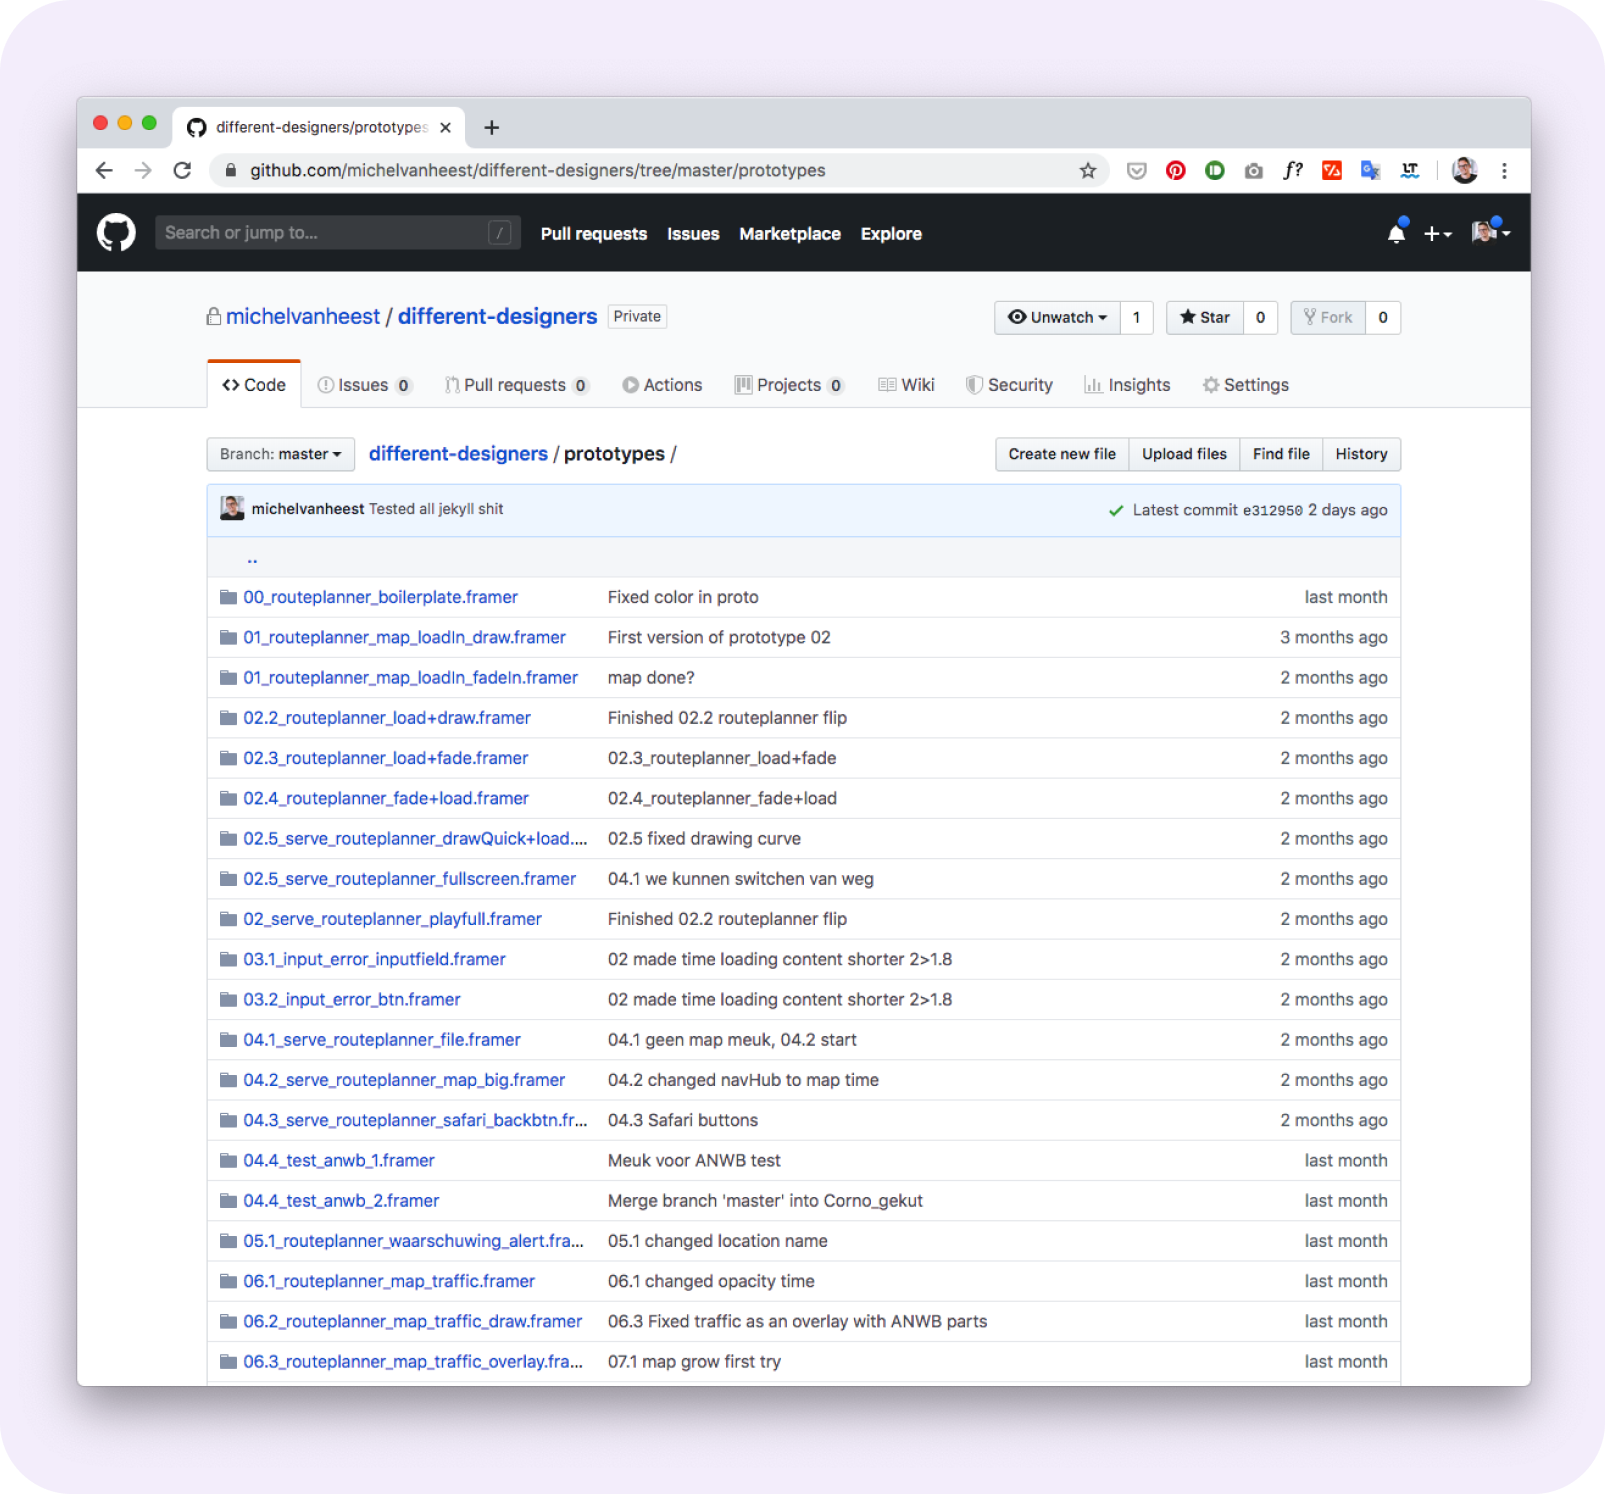 different-designers/prototypes
github.com/michelvanheest/different-designers/tree/master/prototypes
f?
LT
Search or jump to... /
Pull requests Issues Marketplace Explore
michelvanheest / different-designers Private
Unwatch 1 Star 0 Fork 0
Code Issues 0 Pull requests 0 Actions Projects 0 Wiki Security Insights Settings
Branch: master different-designers / prototypes / Create new file Upload files Find file History
michelvanheest Tested all jekyll shit Latest commit e312950 2 days ago
..
00_routeplanner_boilerplate.framer Fixed color in proto last month
01_routeplanner_map_loadIn_draw.framer First version of prototype 02 3 months ago
01_routeplanner_map_loadIn_fadeIn.framer map done? 2 months ago
02.2_routeplanner_load+draw.framer Finished 02.2 routeplanner flip 2 months ago
02.3_routeplanner_load+fade.framer 02.3_routeplanner_load+fade 2 months ago
02.4_routeplanner_fade+load.framer 02.4_routeplanner_fade+load 2 months ago
02.5_serve_routeplanner_drawQuick+load.... 02.5 fixed drawing curve 2 months ago
02.5_serve_routeplanner_fullscreen.framer 04.1 we kunnen switchen van weg 2 months ago
02_serve_routeplanner_playfull.framer Finished 02.2 routeplanner flip 2 months ago
03.1_input_error_inputfield.framer 02 made time loading content shorter 2>1.8 2 months ago
03.2_input_error_btn.framer 02 made time loading content shorter 2>1.8 2 months ago
04.1_serve_routeplanner_file.framer 04.1 geen map meuk, 04.2 start 2 months ago
04.2_serve_routeplanner_map_big.framer 04.2 changed navHub to map time 2 months ago
04.3_serve_routeplanner_safari_backbtn.fr... 04.3 Safari buttons 2 months ago
04.4_test_anwb_1.framer Meuk voor ANWB test last month
04.4_test_anwb_2.framer Merge branch 'master' into Corno_gekut last month
05.1_routeplanner_waarschuwing_alert.fra... 05.1 changed location name last month
06.1_routeplanner_map_traffic.framer 06.1 changed opacity time last month
06.2_routeplanner_map_traffic_draw.framer 06.3 Fixed traffic as an overlay with ANWB parts last month
06.3_routeplanner_map_traffic_overlay.fra... 07.1 map grow first try last month